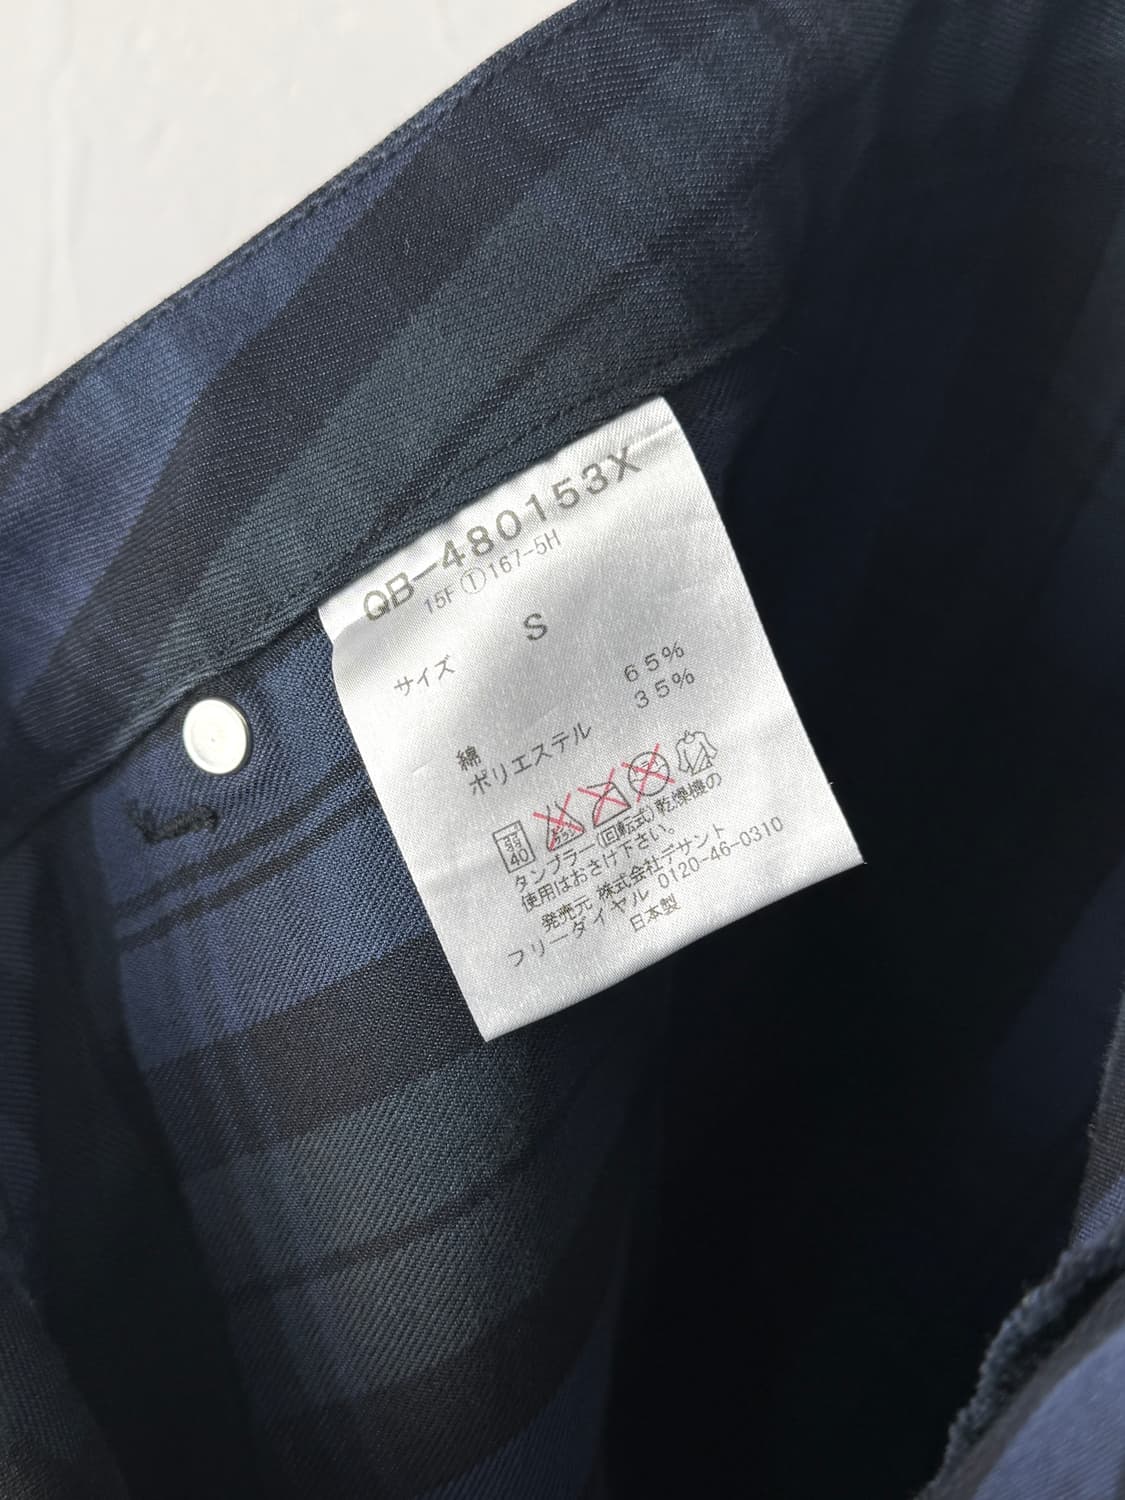 QB-480153X
15F①167-5H
サイズ S
綿 65%
ポリエステル 35%
弱
40
タンブラー(回転式)乾燥機の
使用はおさけ下さい。
発売元 株式会社デサント
フリーダイヤル 0120-46-0310
日本製